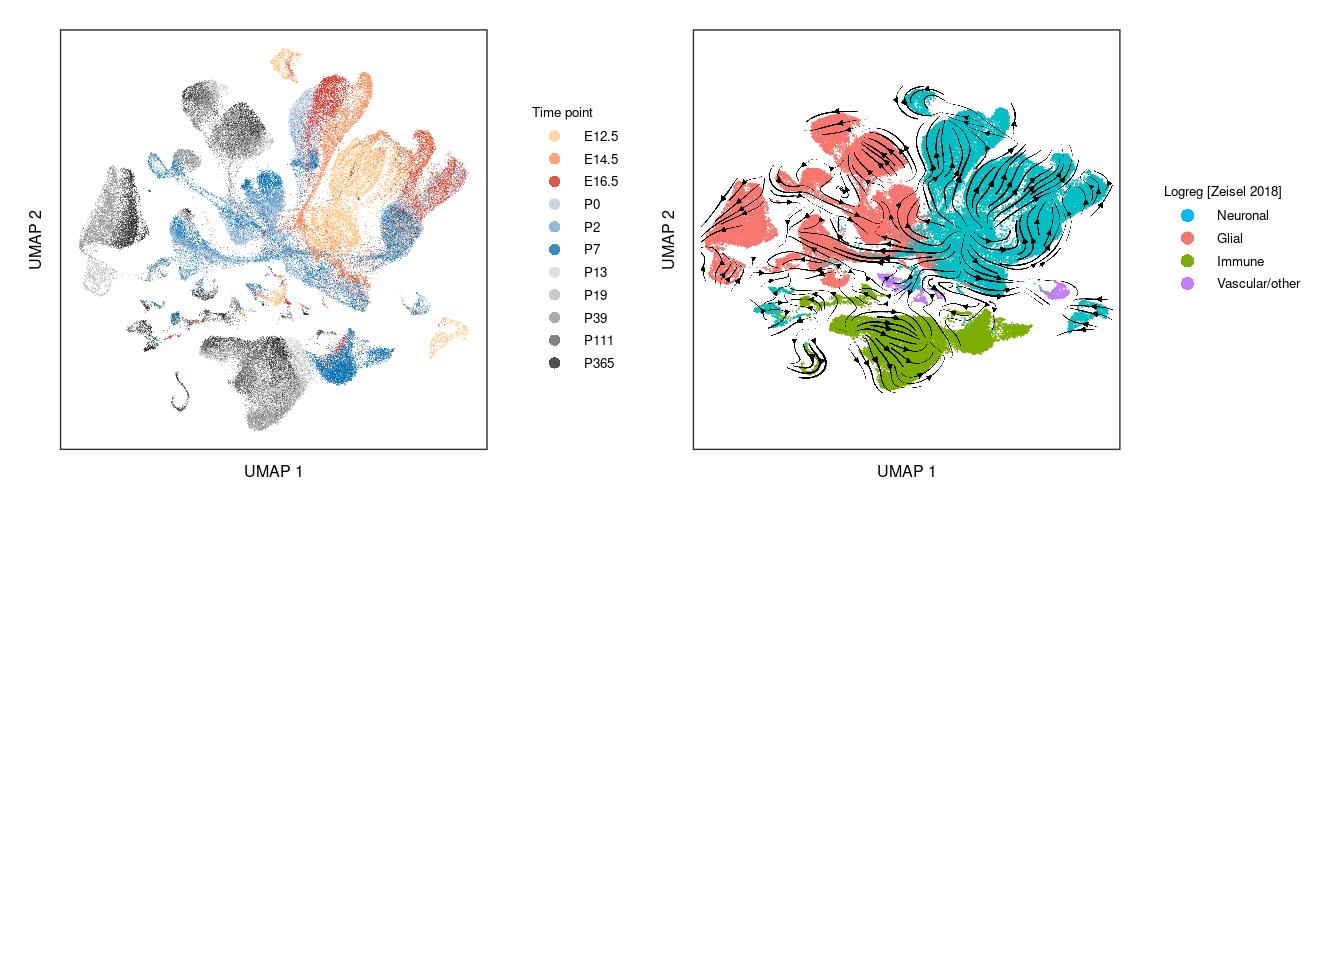 UMAP 2
UMAP 1
Time point
E12.5
E14.5
E16.5
P0
P2
P7
P13
P19
P39
P111
P365
UMAP 2
UMAP 1
Logreg [Zeisel 2018]
Neuronal
Glial
Immune
Vascular/other